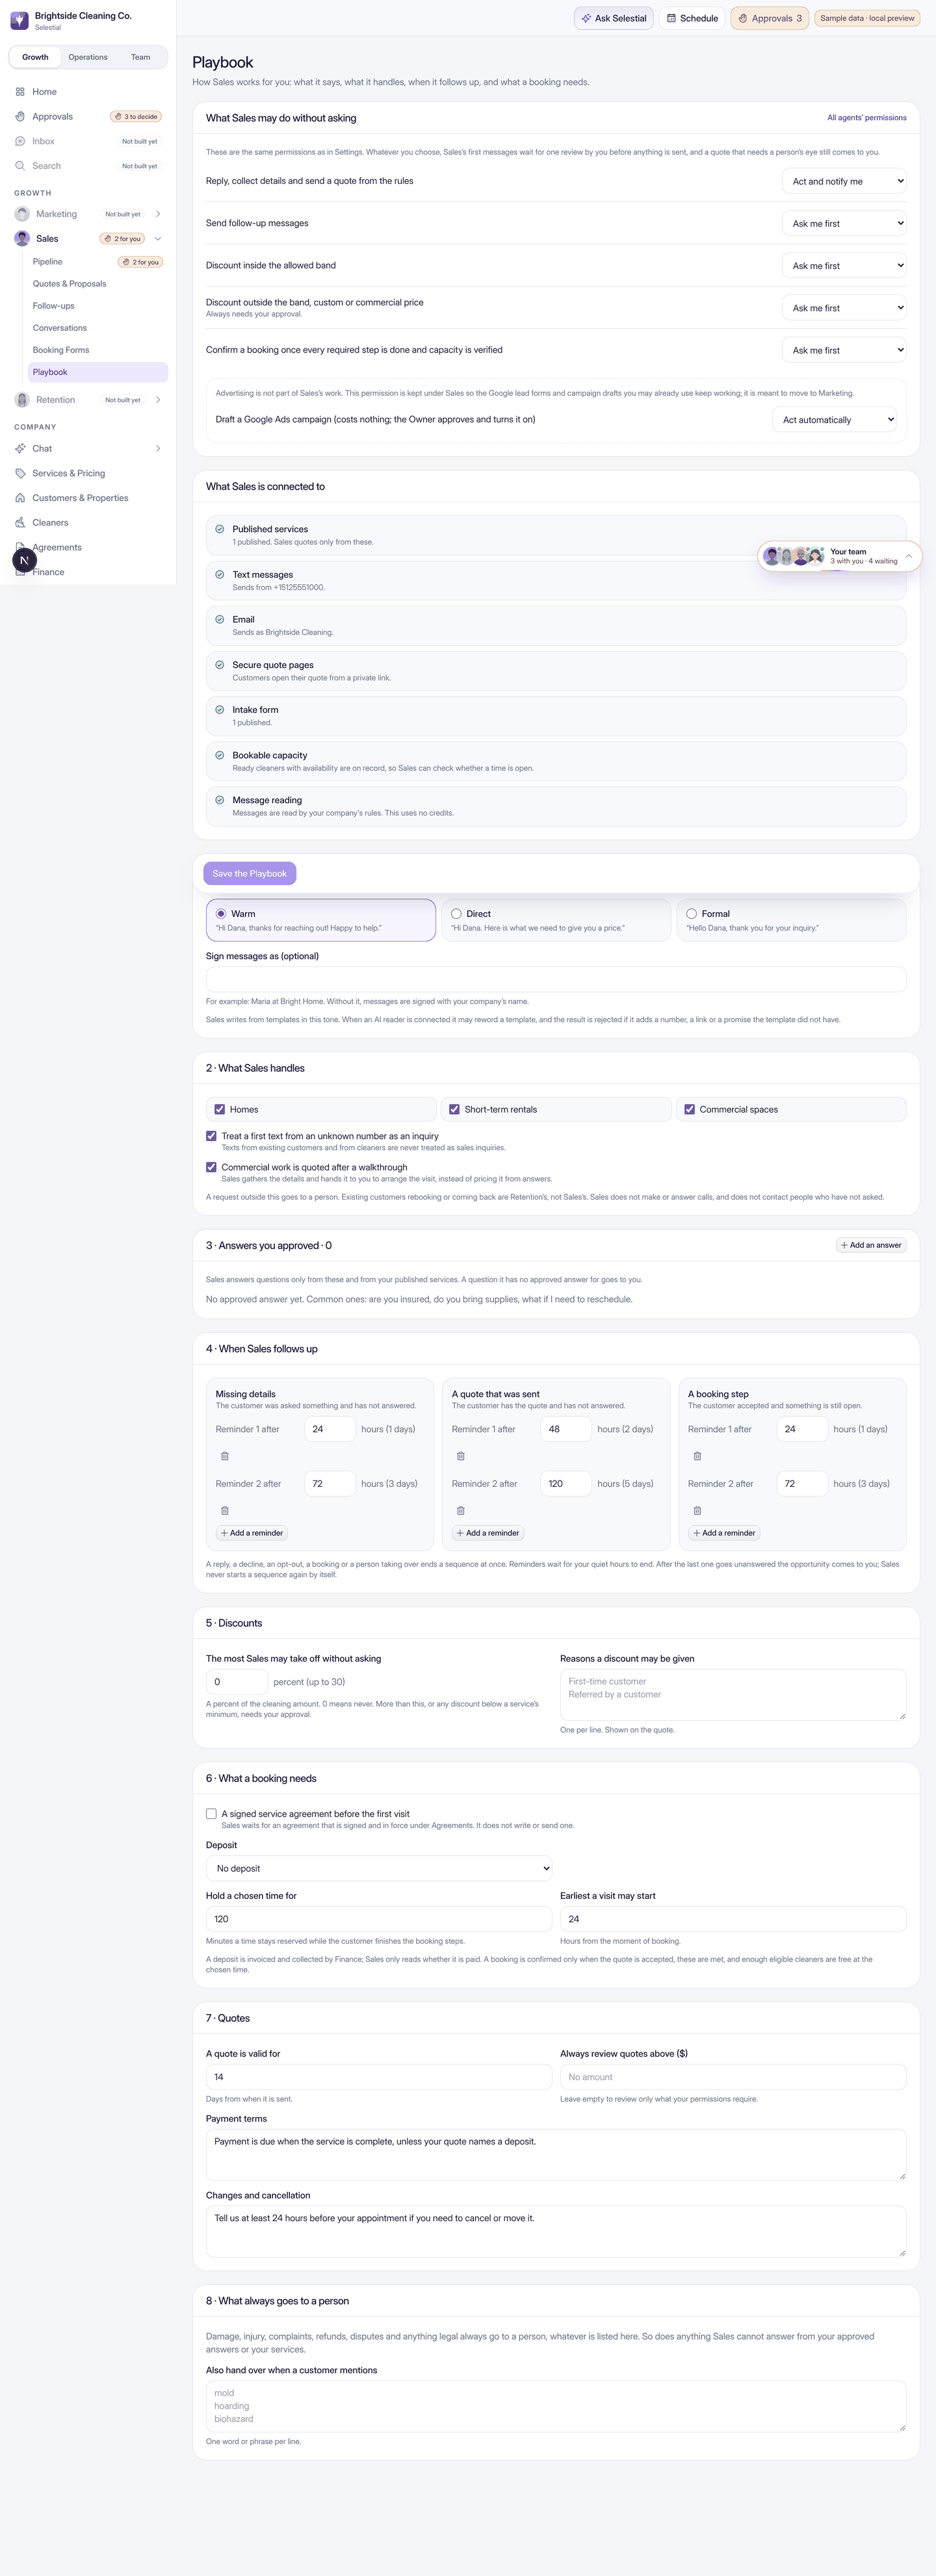 Brightside Cleaning Co.
Selestial
Growth
Operations
Team
Home
Approvals
3 to decide
Inbox
Not built yet
Search
Not built yet
GROWTH
Marketing
Not built yet
Sales
2 for you
Pipeline
2 for you
Quotes & Proposals
Follow-ups
Conversations
Booking Forms
Playbook
Retention
Not built yet
COMPANY
Chat
Services & Pricing
Customers & Properties
Cleaners
Agreements
Finance
N
Ask Selestial
Schedule
Approvals 3
Sample data · local preview
Playbook
How Sales works for you: what it says, what it handles, when it follows up, and what a booking needs.
What Sales may do without asking
All agents' permissions
These are the same permissions as in Settings. Whatever you choose, Sales's first messages wait for one review by you before anything is sent, and a quote that needs a person's eye still comes to you.
Reply, collect details and send a quote from the rules
Act and notify me
Send follow-up messages
Ask me first
Discount inside the allowed band
Ask me first
Discount outside the band, custom or commercial price
Always needs your approval.
Ask me first
Confirm a booking once every required step is done and capacity is verified
Ask me first
Advertising is not part of Sales's work. This permission is kept under Sales so the Google lead forms and campaign drafts you may already use keep working; it is meant to move to Marketing.
Draft a Google Ads campaign (costs nothing; the Owner approves and turns it on)
Act automatically
What Sales is connected to
Published services
1 published. Sales quotes only from these.
Your team
3 with you · 4 waiting
Text messages
Sends from +15125551000.
Email
Sends as Brightside Cleaning.
Secure quote pages
Customers open their quote from a private link.
Intake form
1 published.
Bookable capacity
Ready cleaners with availability are on record, so Sales can check whether a time is open.
Message reading
Messages are read by your company's rules. This uses no credits.
Save the Playbook
Warm
"Hi Dana, thanks for reaching out! Happy to help."
Direct
"Hi Dana. Here is what we need to give you a price."
Formal
"Hello Dana, thank you for your inquiry."
Sign messages as (optional)
For example: Maria at Bright Home. Without it, messages are signed with your company's name.
Sales writes from templates in this tone. When an AI reader is connected it may reword a template, and the result is rejected if it adds a number, a link or a promise the template did not have.
2 · What Sales handles
Homes
Short-term rentals
Commercial spaces
Treat a first text from an unknown number as an inquiry
Texts from existing customers and from cleaners are never treated as sales inquiries.
Commercial work is quoted after a walkthrough
Sales gathers the details and hands it to you to arrange the visit, instead of pricing it from answers.
A request outside this goes to a person. Existing customers rebooking or coming back are Retention's, not Sales's. Sales does not make or answer calls, and does not contact people who have not asked.
3 · Answers you approved · 0
Add an answer
Sales answers questions only from these and from your published services. A question it has no approved answer for goes to you.
No approved answer yet. Common ones: are you insured, do you bring supplies, what if I need to reschedule.
4 · When Sales follows up
Missing details
The customer was asked something and has not answered.
Reminder 1 after
24
hours (1 day)
Reminder 2 after
72
hours (3 days)
Add a reminder
A quote that was sent
The customer has the quote and has not answered.
Reminder 1 after
48
hours (2 days)
Reminder 2 after
120
hours (5 days)
Add a reminder
A booking step
The customer accepted and something is still open.
Reminder 1 after
24
hours (1 day)
Reminder 2 after
72
hours (3 days)
Add a reminder
A reply, a decline, an opt-out, a booking or a person taking over ends a sequence at once. Reminders wait for your quiet hours to end. After the last one goes unanswered the opportunity comes to you; Sales
never starts a sequence again by itself.
5 · Discounts
The most Sales may take off without asking
0
percent (up to 30)
A percent of the cleaning amount. 0 means never. More than this, or any discount below a service's
minimum, needs your approval.
Reasons a discount may be given
First-time customer
Referred by a customer
One per line. Shown on the quote.
6 · What a booking needs
A signed service agreement before the first visit
Sales waits for an agreement that is signed and in force under Agreements. It does not write or send one.
Deposit
No deposit
Hold a chosen time for
120
Minutes a time stays reserved while the customer finishes the booking steps.
Earliest a visit may start
24
Hours from the moment of booking.
A deposit is invoiced and collected by Finance; Sales only reads whether it is paid. A booking is confirmed only when the quote is accepted, these are met, and enough eligible cleaners are free at the
chosen time.
7 · Quotes
A quote is valid for
14
Days from when it is sent.
Always review quotes above ($)
No amount
Leave empty to review only what your permissions require.
Payment terms
Payment is due when the service is complete, unless your quote names a deposit.
Changes and cancellation
Tell us at least 24 hours before your appointment if you need to cancel or move it.
8 · What always goes to a person
Damage, injury, complaints, refunds, disputes and anything legal always go to a person, whatever is listed here. So does anything Sales cannot answer from your approved
answers or your services.
Also hand over when a customer mentions
mold
hoarding
biohazard
One word or phrase per line.